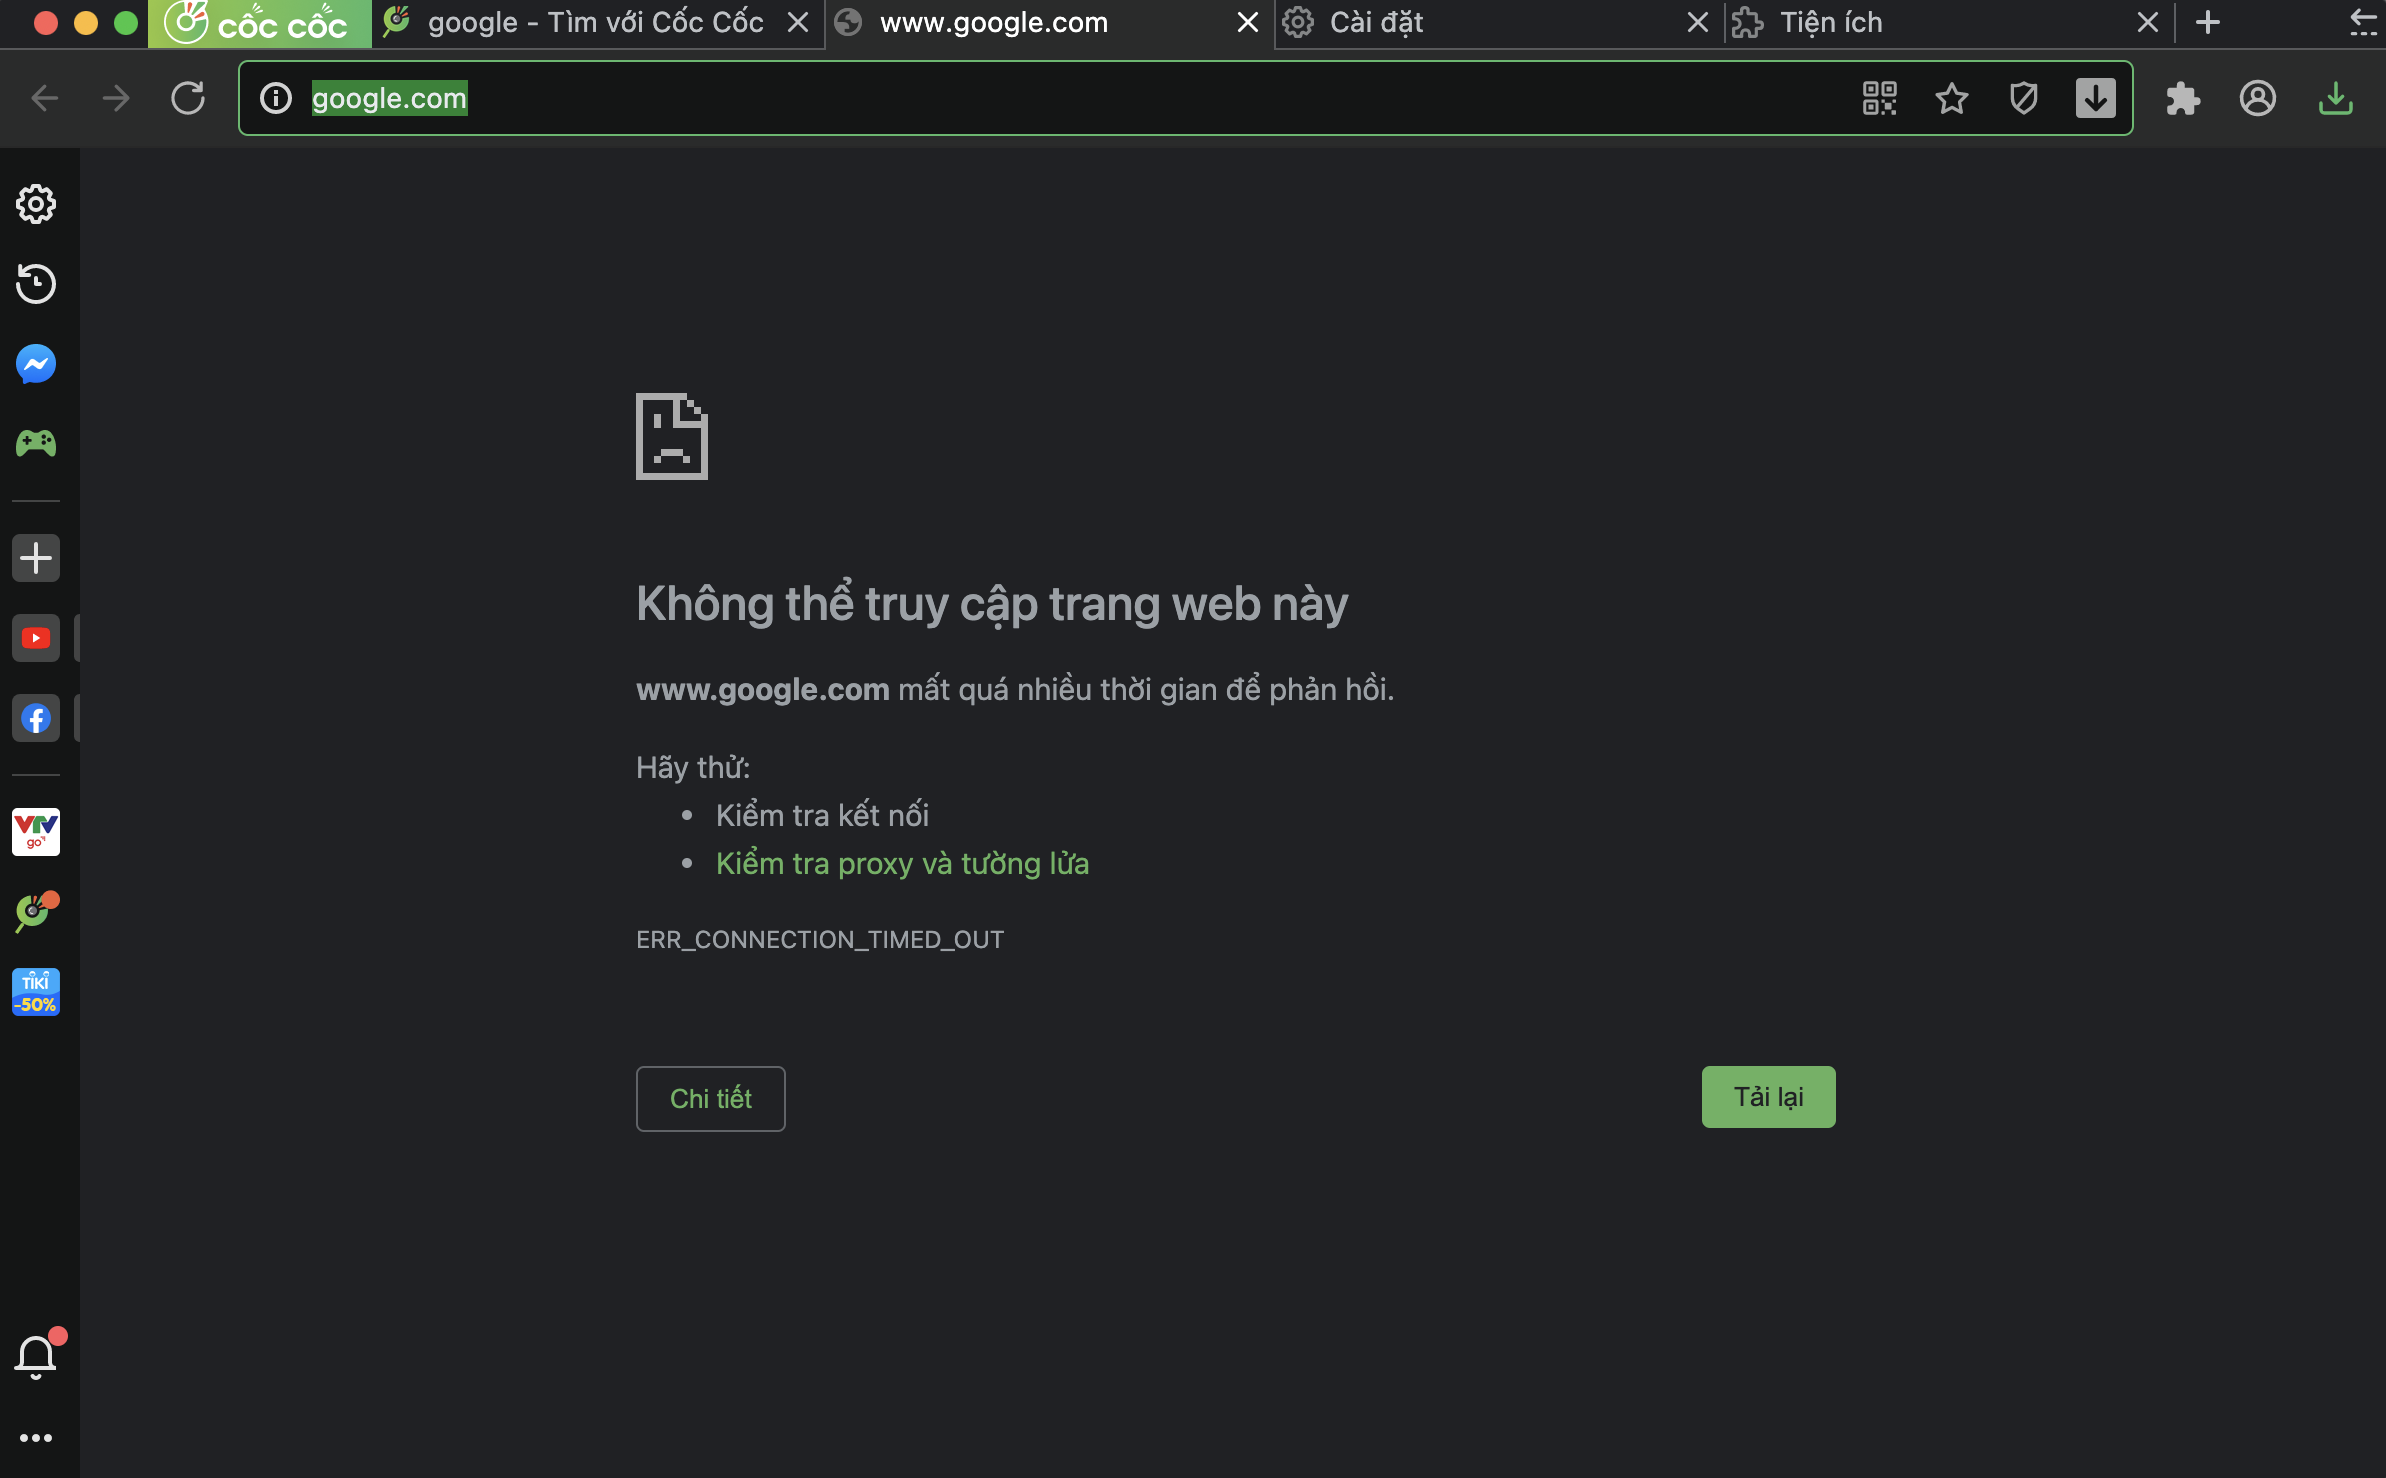 cốc cốc
google - Tìm với Cốc Cốc
www.google.com
Cài đặt
Tiện ích
google.com
Không thể truy cập trang web này
www.google.com mất quá nhiều thời gian để phản hồi.
Hãy thử:
• Kiểm tra kết nối
• Kiểm tra proxy và tường lửa
ERR_CONNECTION_TIMED_OUT
Chi tiết
Tải lại
VTV
go
TIKI
-50%